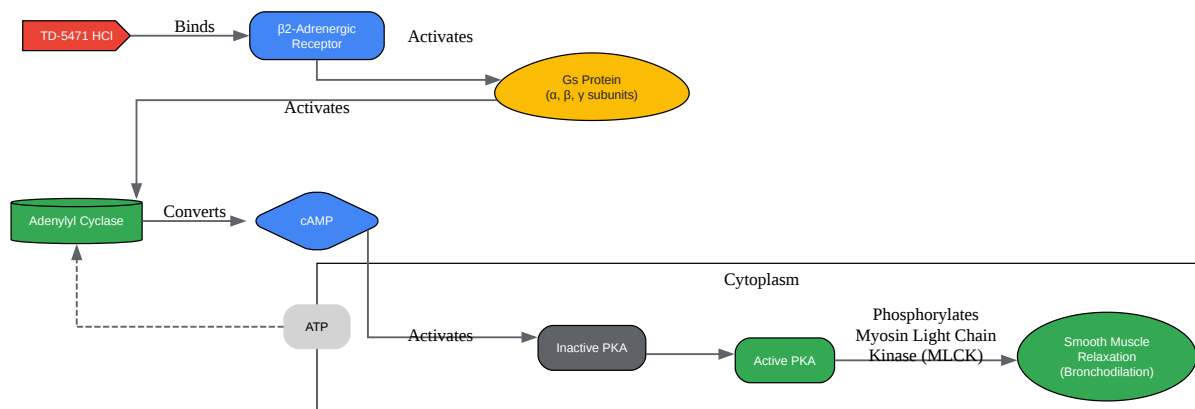 TD-5471 HCl
Binds
β2-Adrenergic
Receptor
Activates
Gs Protein
(α, β, γ subunits)
Activates
Adenylyl Cyclase
Converts
cAMP
Cytoplasm
ATP
Activates
Inactive PKA
Active PKA
Phosphorylates
Myosin Light Chain
Kinase (MLCK)
Smooth Muscle
Relaxation
(Bronchodilation)